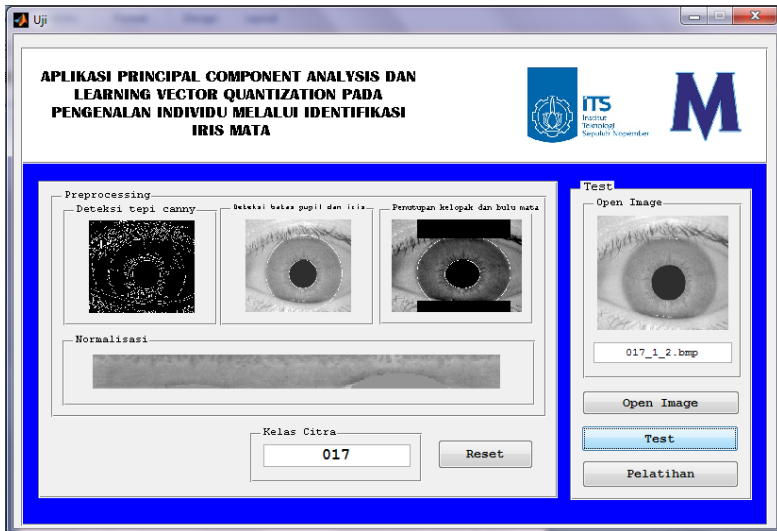 Uji
APLIKASI PRINCIPAL COMPONENT ANALYSIS DAN
LEARNING VECTOR QUANTIZATION PADA
PENGENALAN INDIVIDU MELALUI IDENTIFIKASI
IRIS MATA
ITS
Institut
Teknologi
Sepuluh Nopember
M
Preprocessing
Deteksi tepi canny
Deteksi batas pupil dan iris
Penutupan kelopak dan bulu mata
Normalisasi
Kelas Citra
017
Reset
Test
Open Image
017_1_2.bmp
Open Image
Test
Pelatihan